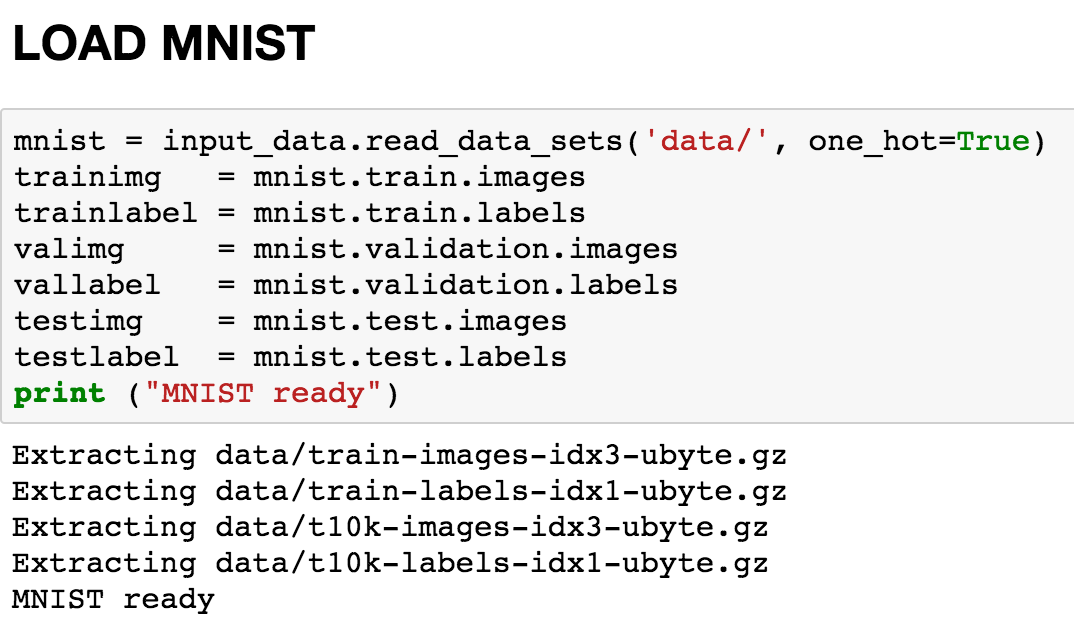 LOAD MNIST
mnist = input_data.read_data_sets('data/', one_hot=True)
trainimg   = mnist.train.images
trainlabel = mnist.train.labels
valimg     = mnist.validation.images
vallabel   = mnist.validation.labels
testimg    = mnist.test.images
testlabel  = mnist.test.labels
print ("MNIST ready")
Extracting data/train-images-idx3-ubyte.gz
Extracting data/train-labels-idx1-ubyte.gz
Extracting data/t10k-images-idx3-ubyte.gz
Extracting data/t10k-labels-idx1-ubyte.gz
MNIST ready